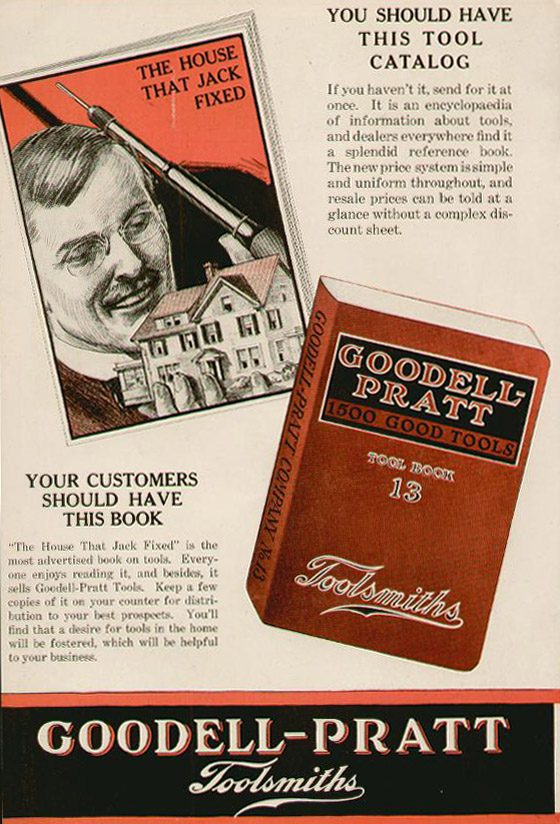 YOU SHOULD HAVE
THIS TOOL
CATALOG
If you haven't it, send for it at
once. It is an encyclopaedia
of information about tools,
and dealers everywhere find it
a splendid reference book.
The new price system is simple
and uniform throughout, and
resale prices can be told at a
glance without a complex dis-
count sheet.
THE HOUSE
THAT JACK
FIXED
GOODELL-PRATT COMPANY No.13
GOODELL-
PRATT
1500 GOOD TOOLS
TOOL BOOK
13
Toolsmiths
YOUR CUSTOMERS
SHOULD HAVE
THIS BOOK
"The House That Jack Fixed" is the
most advertised book on tools. Every-
one enjoys reading it, and besides, it
sells Goodell-Pratt Tools. Keep a few
copies of it on your counter for distri-
bution to your best prospects. You'll
find that a desire for tools in the home
will be fostered, which will be helpful
to your business.
GOODELL-PRATT
Toolsmiths